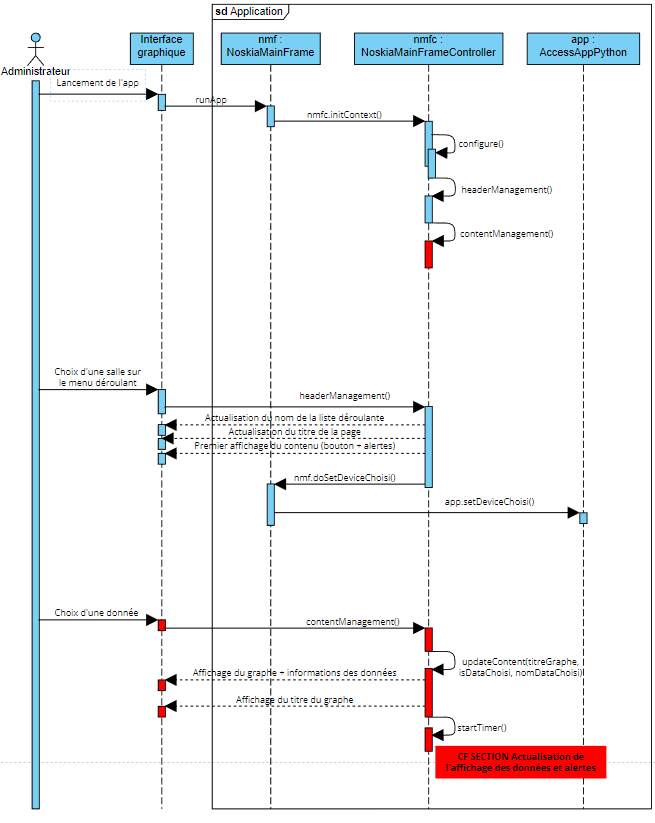 sd Application
Administrateur
Interface
graphique
nmf :
NoskiaMainFrame
nmfc :
NoskiaMainFrameController
app :
AccessAppPython
Lancement de l'app
runApp
nmfc.initContext()
configure()
headerManagement()
contentManagement()
Choix d'une salle sur
le menu déroulant
headerManagement()
Actualisation du nom de la liste déroulante
Actualisation du titre de la page
Premier affichage du contenu (bouton + alertes)
nmf.doSetDeviceChoisi()
app.setDeviceChoisi()
Choix d'une donnée
contentManagement()
updateContent(titreGraphe,
isDataChoisi, nomDataChoisi)
Affichage du graphe + informations des données
Affichage du titre du graphe
startTimer()
CF SECTION Actualisation de
l'affichage des données et alertes